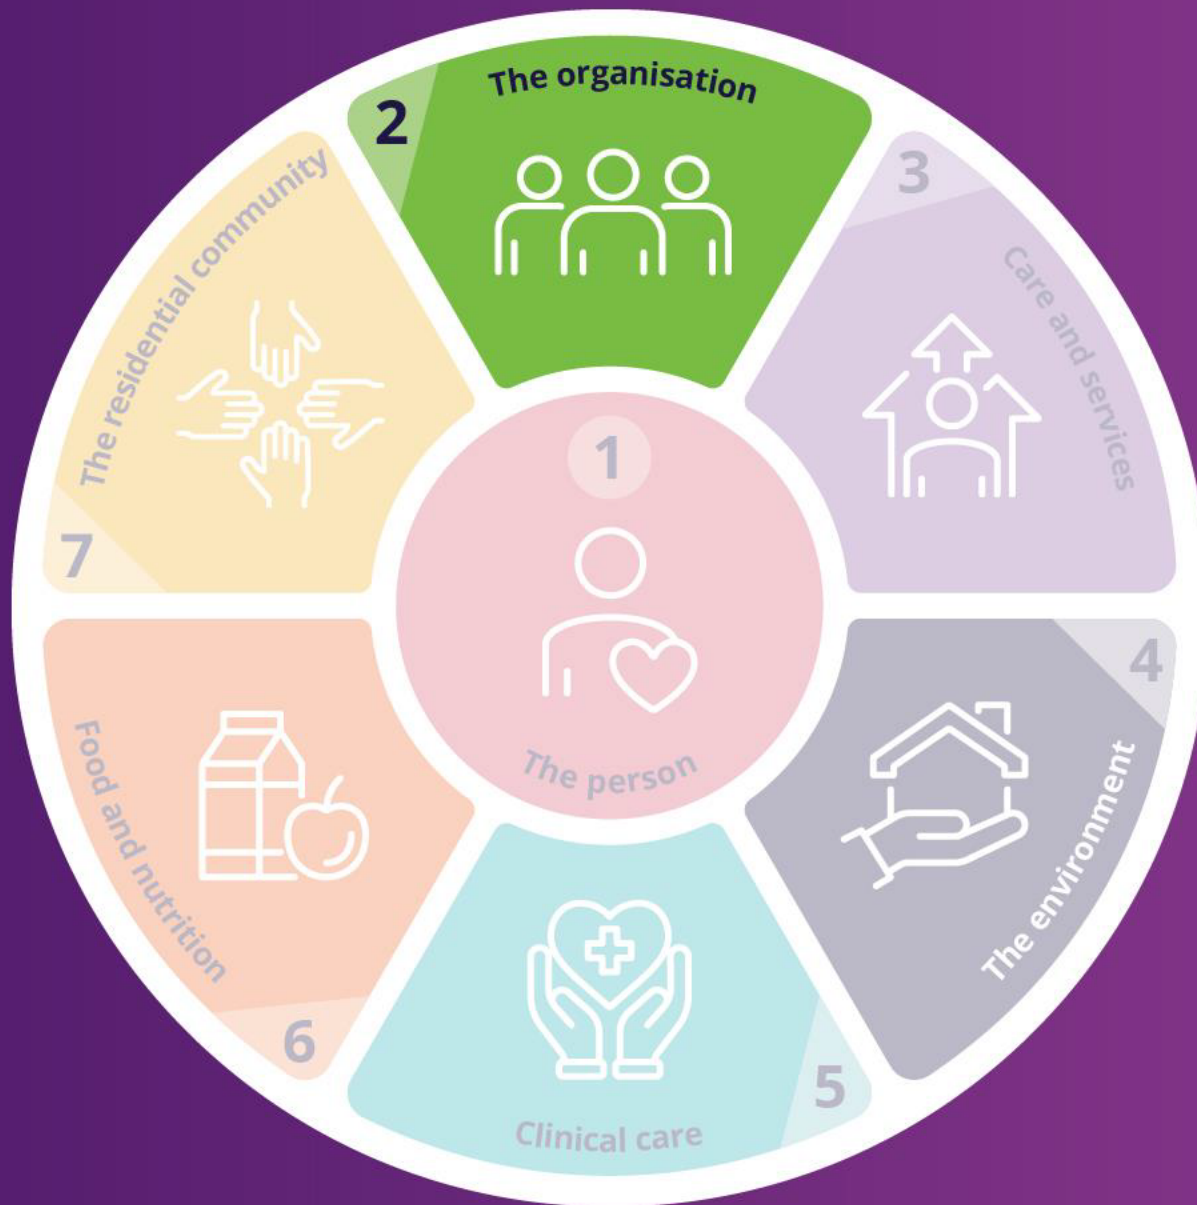 1
The person
2
The organisation
3
Care and services
4
The environment
5
Clinical care
6
Food and nutrition
7
The residential community